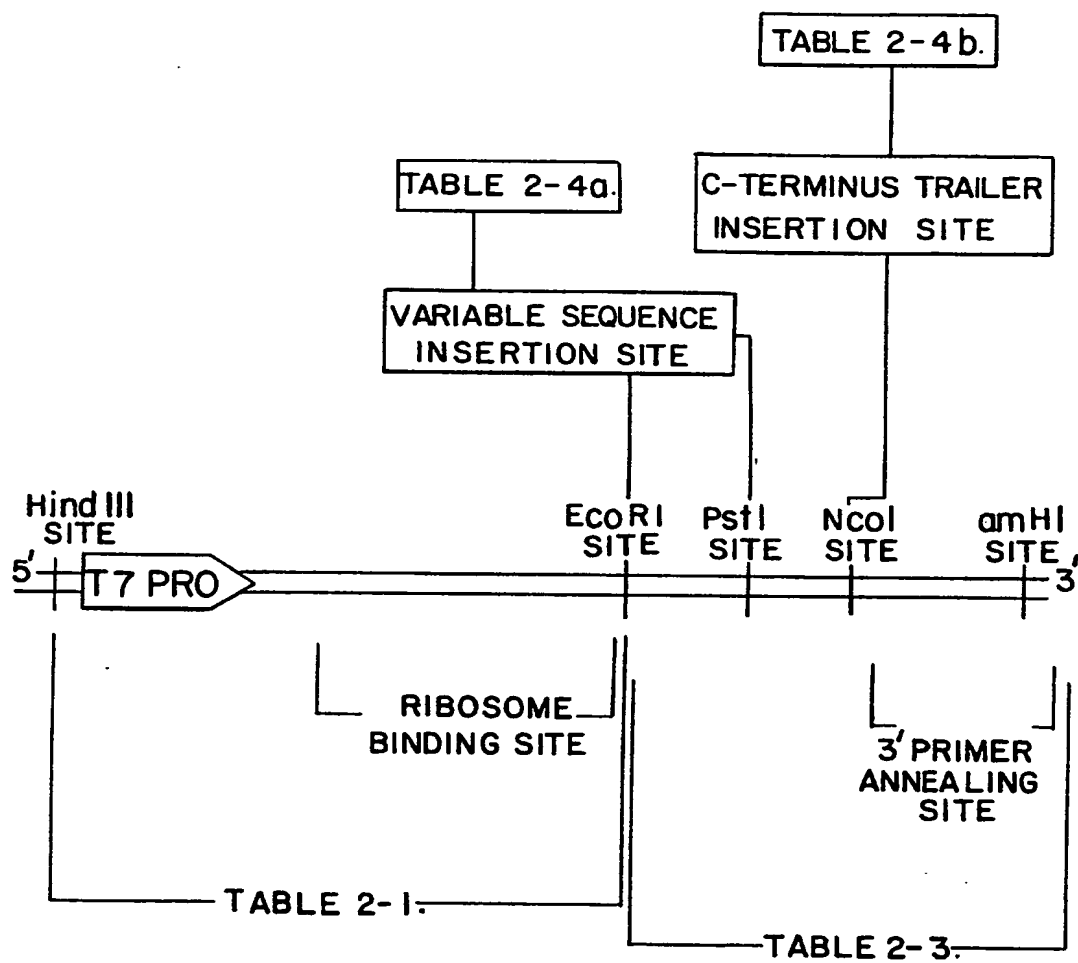 TABLE 2-4b.
C-TERMINUS TRAILER
INSERTION SITE
TABLE 2-4a.
VARIABLE SEQUENCE
INSERTION SITE
Hind III
SITE
EcoRI
SITE
PstI
SITE
NcoI
SITE
amHI
SITE
5'
T7 PRO
3'
RIBOSOME
BINDING SITE
3' PRIMER
ANNEALING
SITE
TABLE 2-1.
TABLE 2-3.